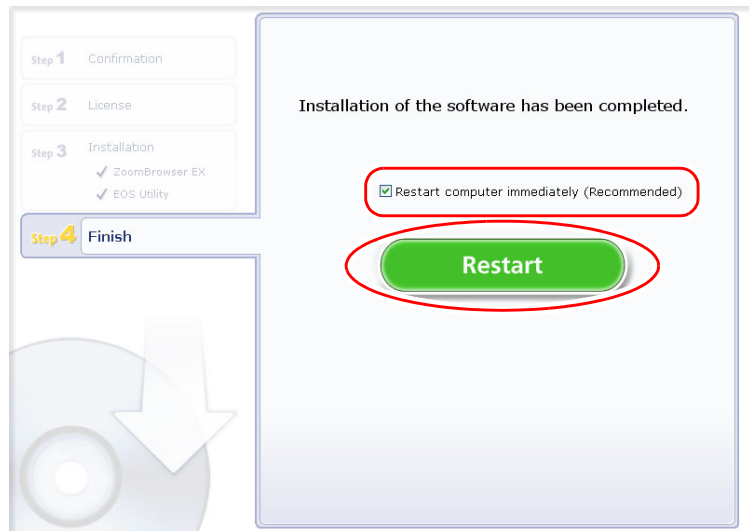 Step 1 Confirmation
Step 2 License
Step 3 Installation
ZoomBrowser EX
EOS Utility
Step 4 Finish
Installation of the software has been completed.
Restart computer immediately (Recommended)
Restart